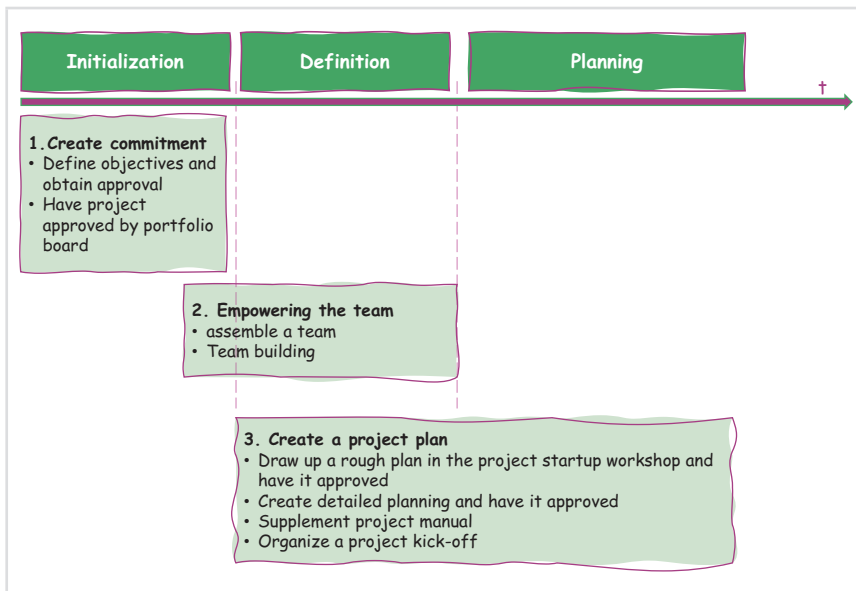 Initialization
Definition
Planning
t
1.Create commitment
• Define objectives and
obtain approval
• Have project
approved by portfolio
board
2. Empowering the team
• assemble a team
• Team building
3. Create a project plan
• Draw up a rough plan in the project startup workshop and
have it approved
• Create detailed planning and have it approved
• Supplement project manual
• Organize a project kick-off